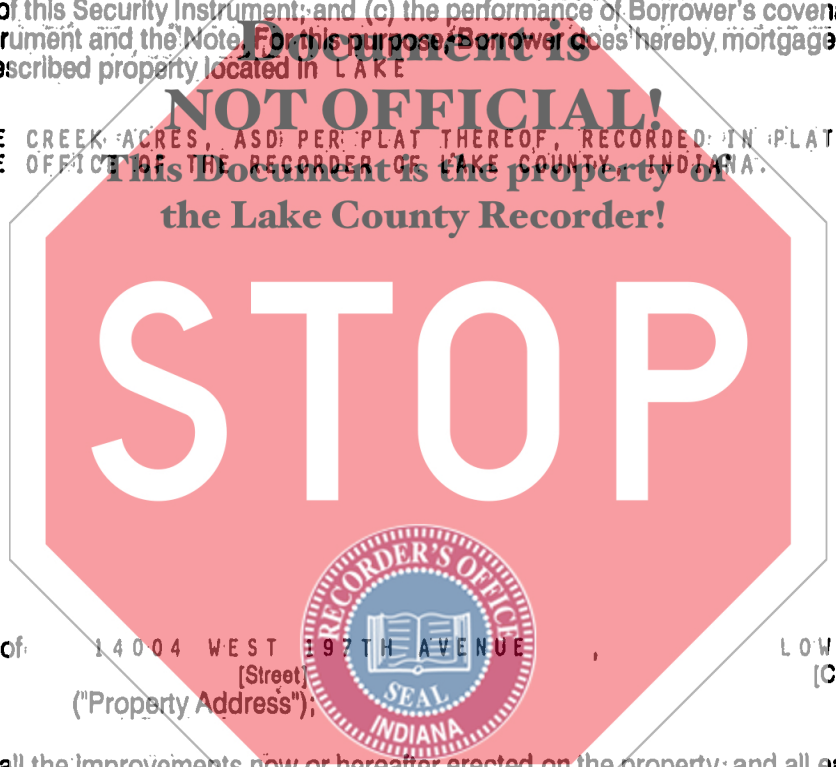 of this Security Instrument; and (c) the performance of Borrower's coven
rument and the Note. For this purpose, Borrower does hereby mortgage
Document is
escribed property located in LAKE
NOT OFFICIAL!
E CREEK ACRES, ASD PER PLAT THEREOF, RECORDED IN PLAT
E OFFICE OF THE RECORDER OF LAKE COUNTY, INDIANA.
This Document is the property of
the Lake County Recorder!
STOP
RECORDER'S OFFICE
SEAL
INDIANA
of 14004 WEST 197TH AVENUE , LOW
[Street] [C
("Property Address");
all the improvements now or hereafter erected on the property, and all e